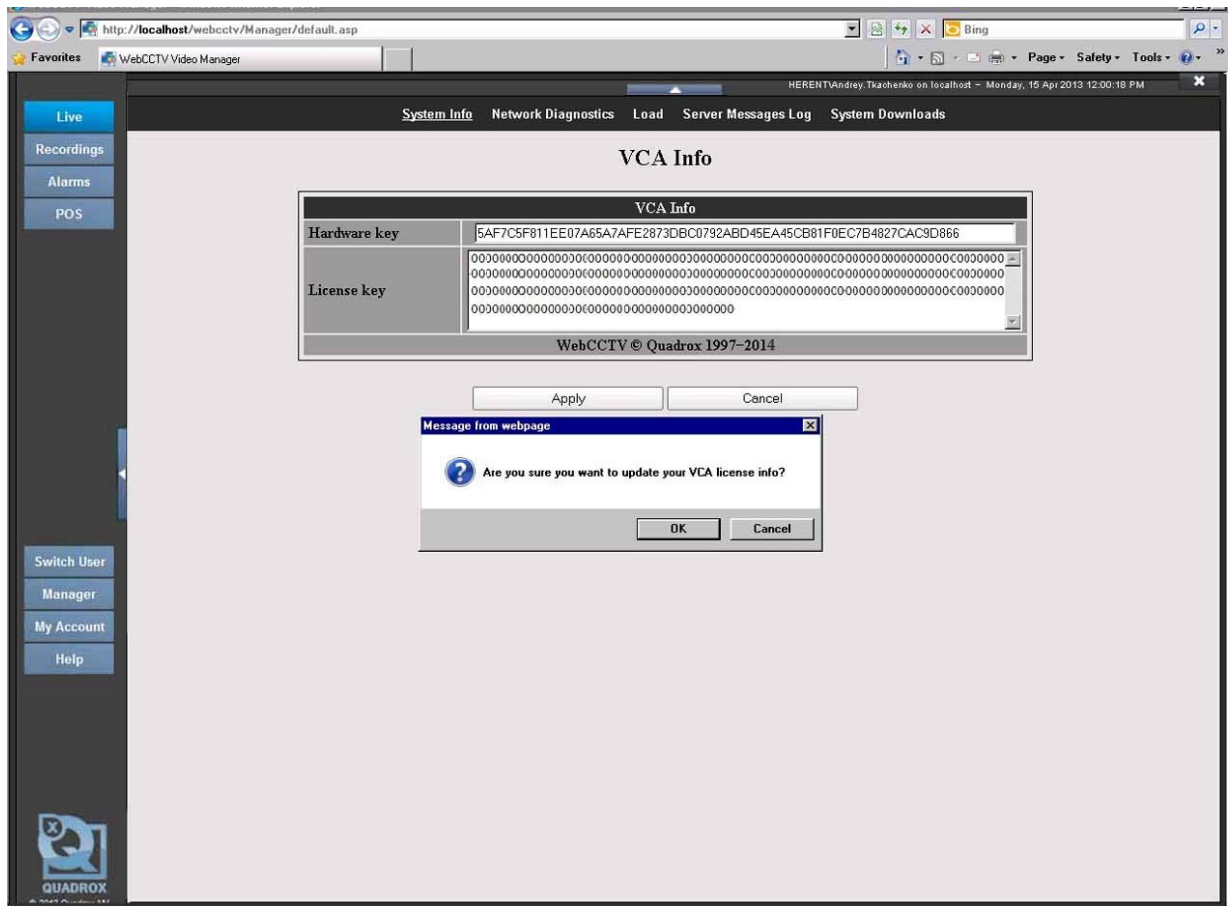 http://localhost/webcctv/Manager/default.asp
Bing
Favorites
WebCCTV Video Manager
Page Safety Tools
HERENT\Andrey.Tkachenko on localhost - Monday, 15 Apr 2013 12:00:18 PM
System Info Network Diagnostics Load Server Messages Log System Downloads
Live
Recordings
Alarms
POS
VCA Info
VCA Info
Hardware key
5AF7C5F811EE07A65A7AFE2873DBC0792ABD45EA45CB81F0EC7B4827CAC9D866
License key
WebCCTV © Quadrox 1997-2014
Apply Cancel
Message from webpage
Are you sure you want to update your VCA license info?
OK Cancel
Switch User
Manager
My Account
Help
QUADROX